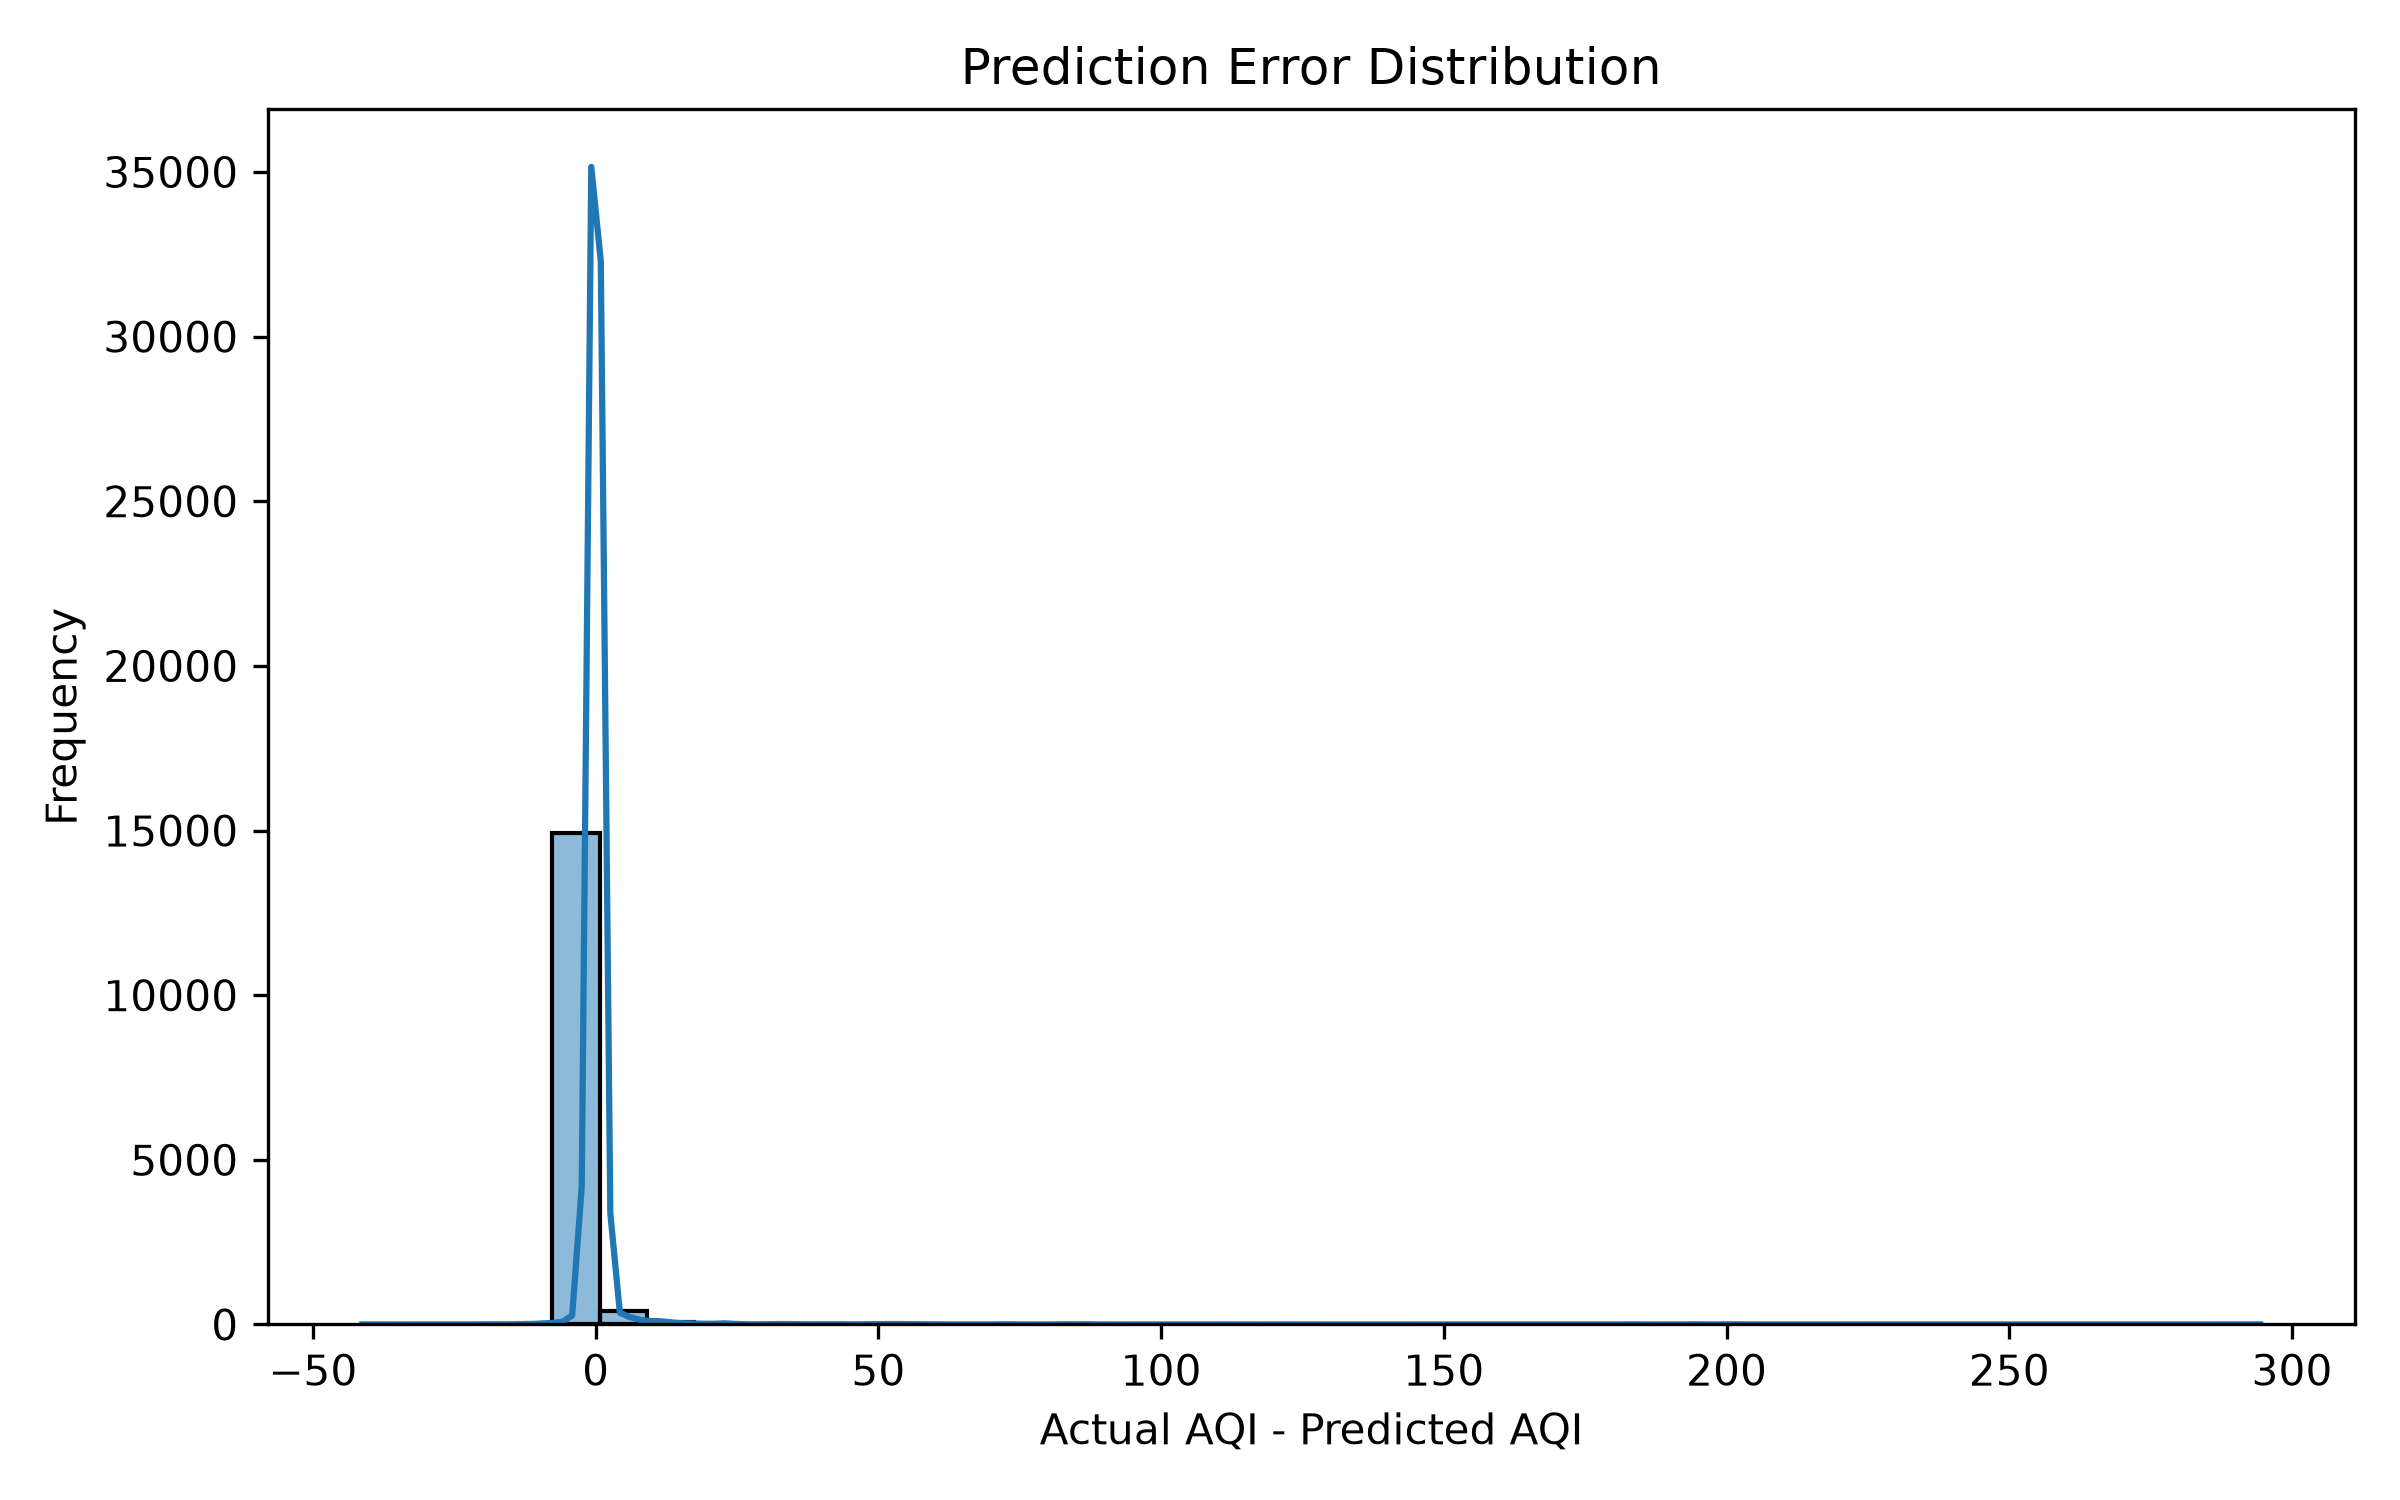 Prediction Error Distribution
35000
30000
25000
20000
15000
10000
5000
0
Frequency
−50 0 50 100 150 200 250 300
Actual AQI - Predicted AQI